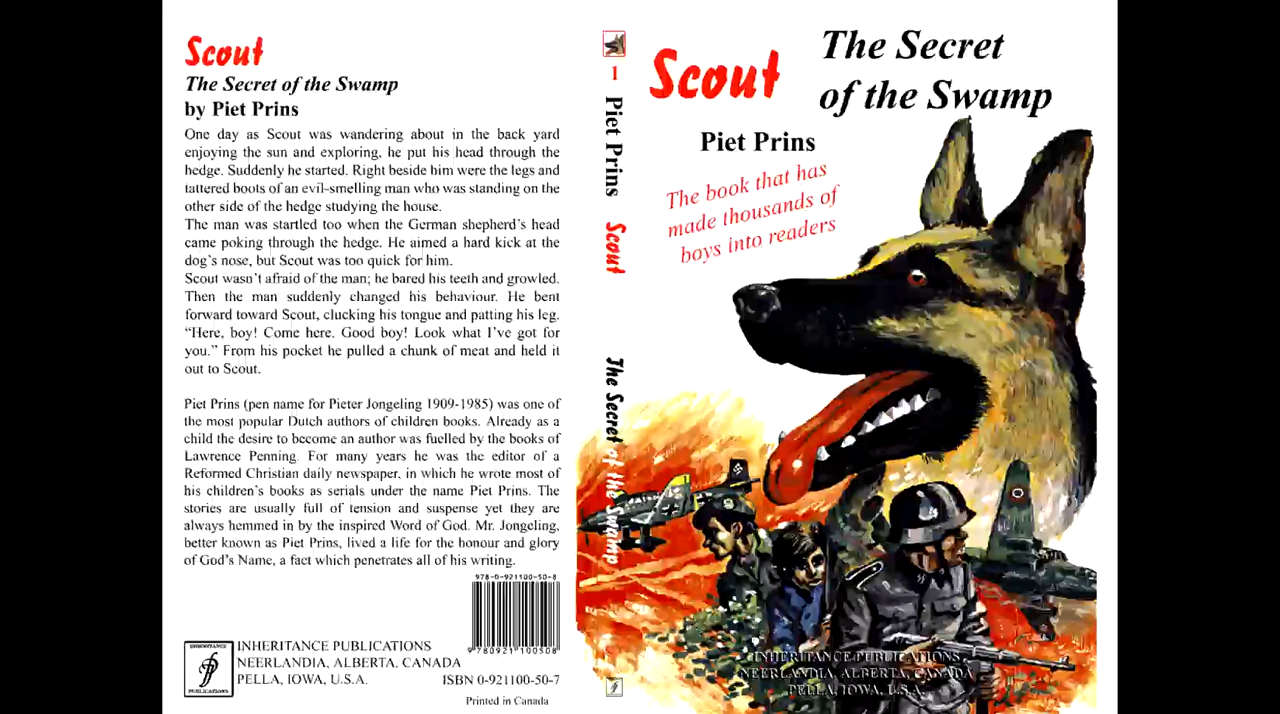 Scout
The Secret of the Swamp
by Piet Prins
One day as Scout was wandering about in the back yard
enjoying the sun and exploring, he put his head through the
hedge. Suddenly he started. Right beside him were the legs and
tattered boots of an evil-smelling man who was standing on the
other side of the hedge studying the house.
The man was startled too when the German shepherd's head
came poking through the hedge. He aimed a hard kick at the
dog's nose, but Scout was too quick for him.
Scout wasn't afraid of the man; he bared his teeth and growled.
Then the man suddenly changed his behaviour. He bent
forward toward Scout, clucking his tongue and patting his leg.
“Here, boy! Come here. Good boy! Look what I've got for
you.” From his pocket he pulled a chunk of meat and held it
out to Scout.
Piet Prins (pen name for Pieter Jongeling 1909-1985) was one of
the most popular Dutch authors of children books. Already as a
child the desire to become an author was fuelled by the books of
Lawrence Penning. For many years he was the editor of a
Reformed Christian daily newspaper, in which he wrote most of
his children's books as serials under the name Piet Prins. The
stories are usually full of tension and suspense yet they are
always hemmed in by the inspired Word of God. Mr. Jongeling,
better known as Piet Prins, lived a life for the honour and glory
of God's Name, a fact which penetrates all of his writing.
978-0-921100-50-8
9 780921 100508
INHERITANCE
PUBLICATIONS
INHERITANCE PUBLICATIONS
NEERLANDIA, ALBERTA, CANADA
PELLA, IOWA, U.S.A.
ISBN 0-921100-50-7
Printed in Canada
1
Piet Prins
Scout
The Secret of the Swamp
Scout
The Secret
of the Swamp
Piet Prins
The book that has
made thousands of
boys into readers
INHERITANCE PUBLICATIONS
NEERLANDIA, ALBERTA, CANADA
PELLA, IOWA, U.S.A.